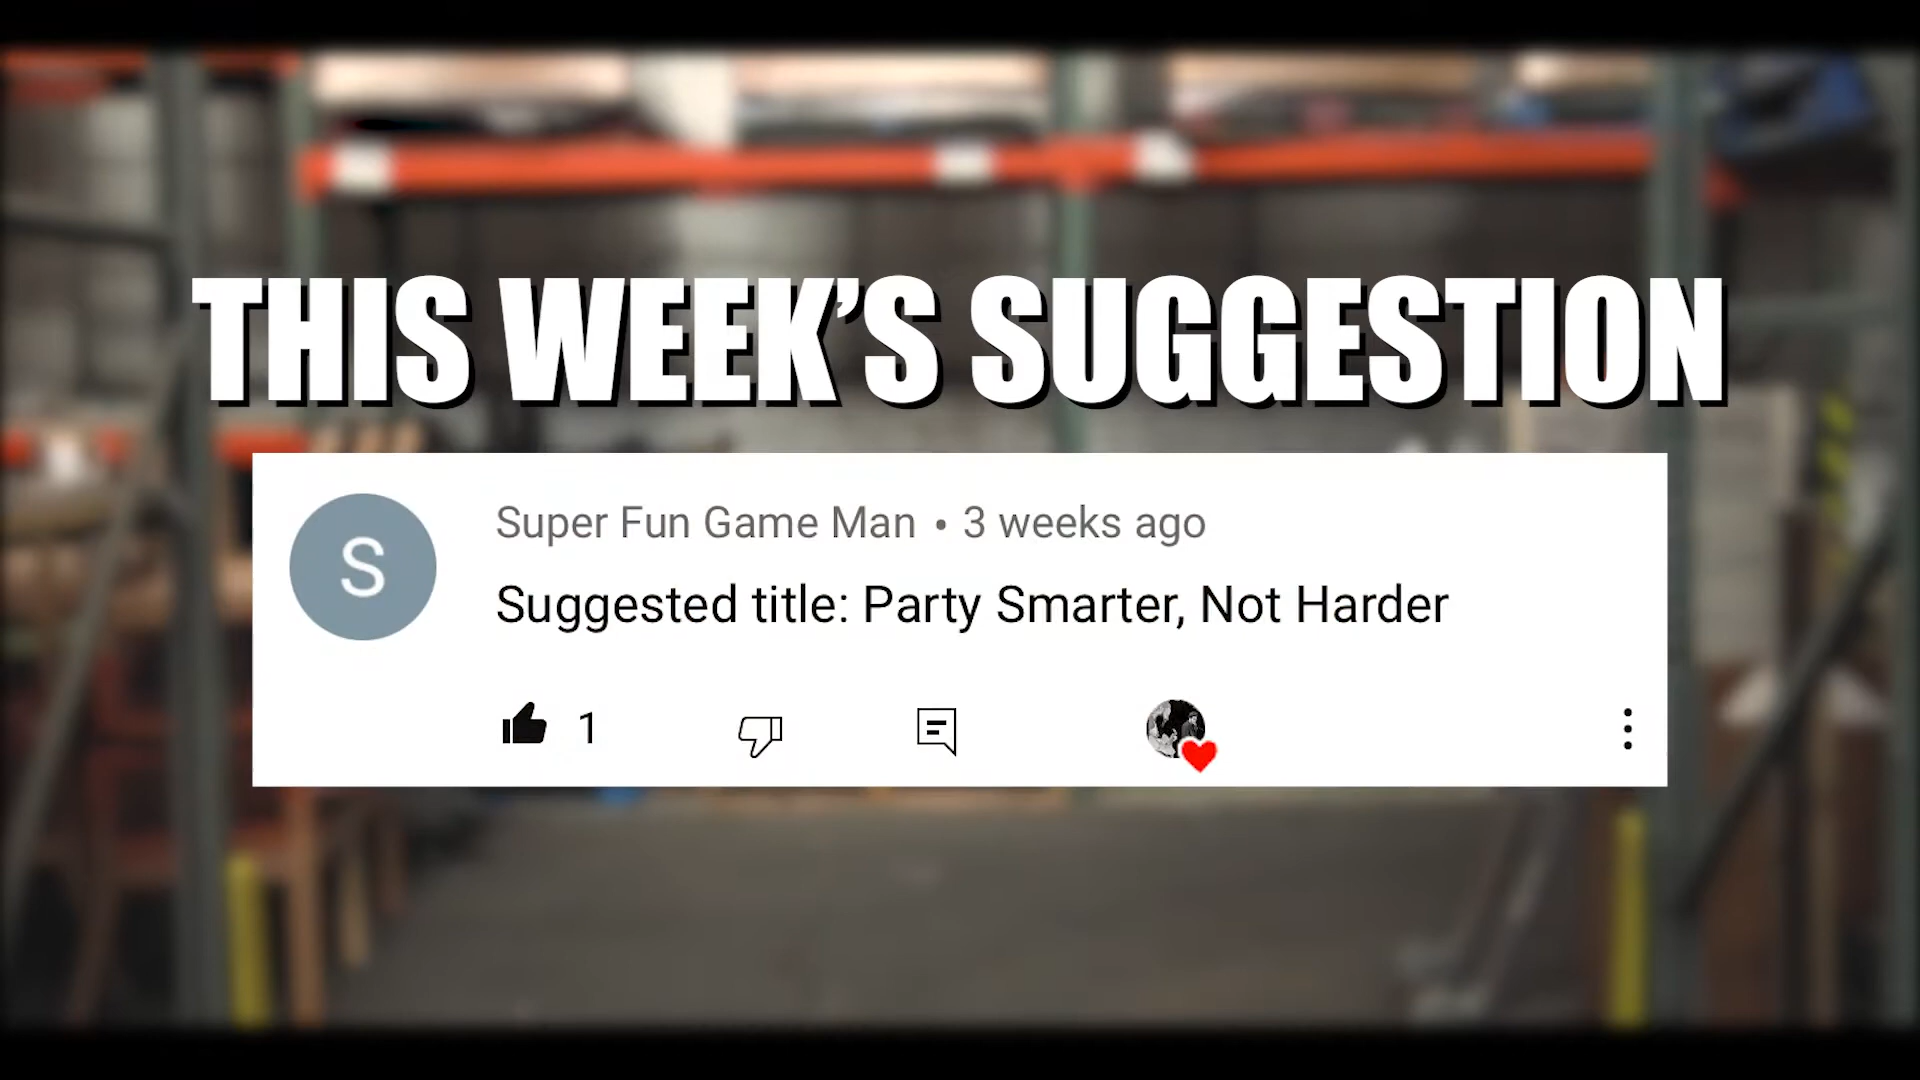 THIS WEEK’S SUGGESTION
S
Super Fun Game Man • 3 weeks ago
Suggested title: Party Smarter, Not Harder
1